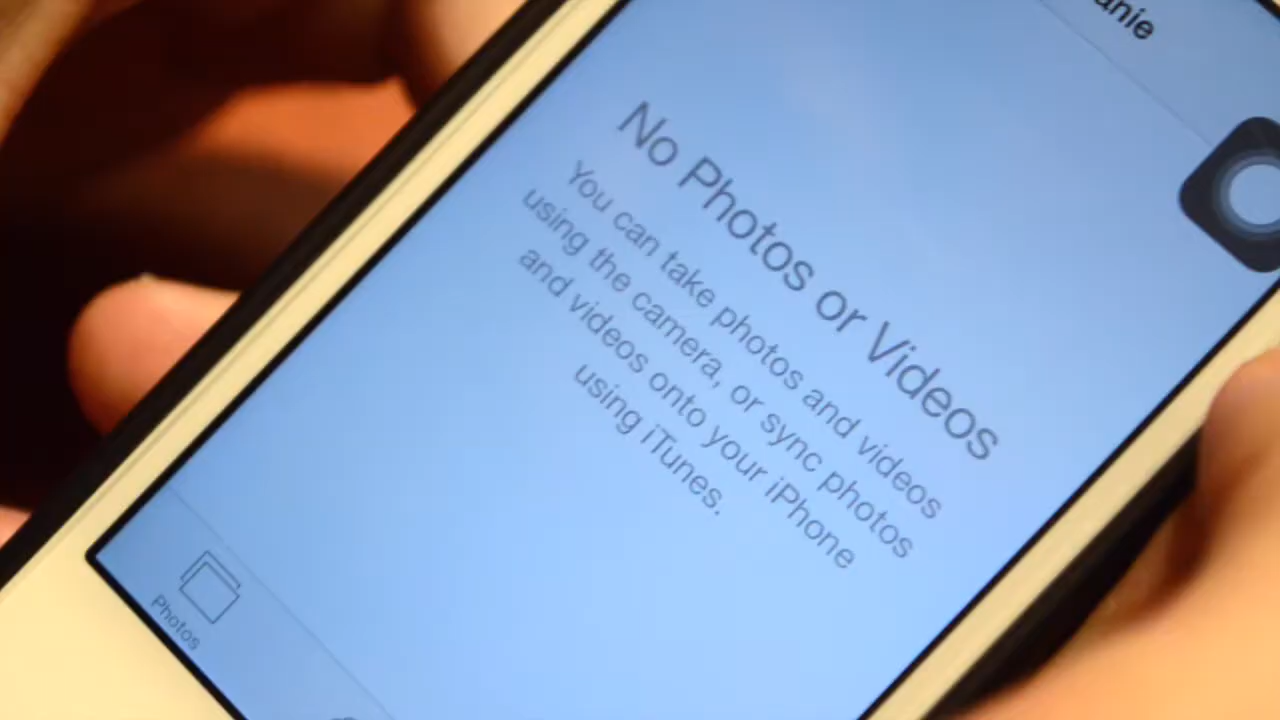 No Photos or Videos
You can take photos and videos
using the camera, or sync photos
and videos onto your iPhone
using iTunes.
Photos